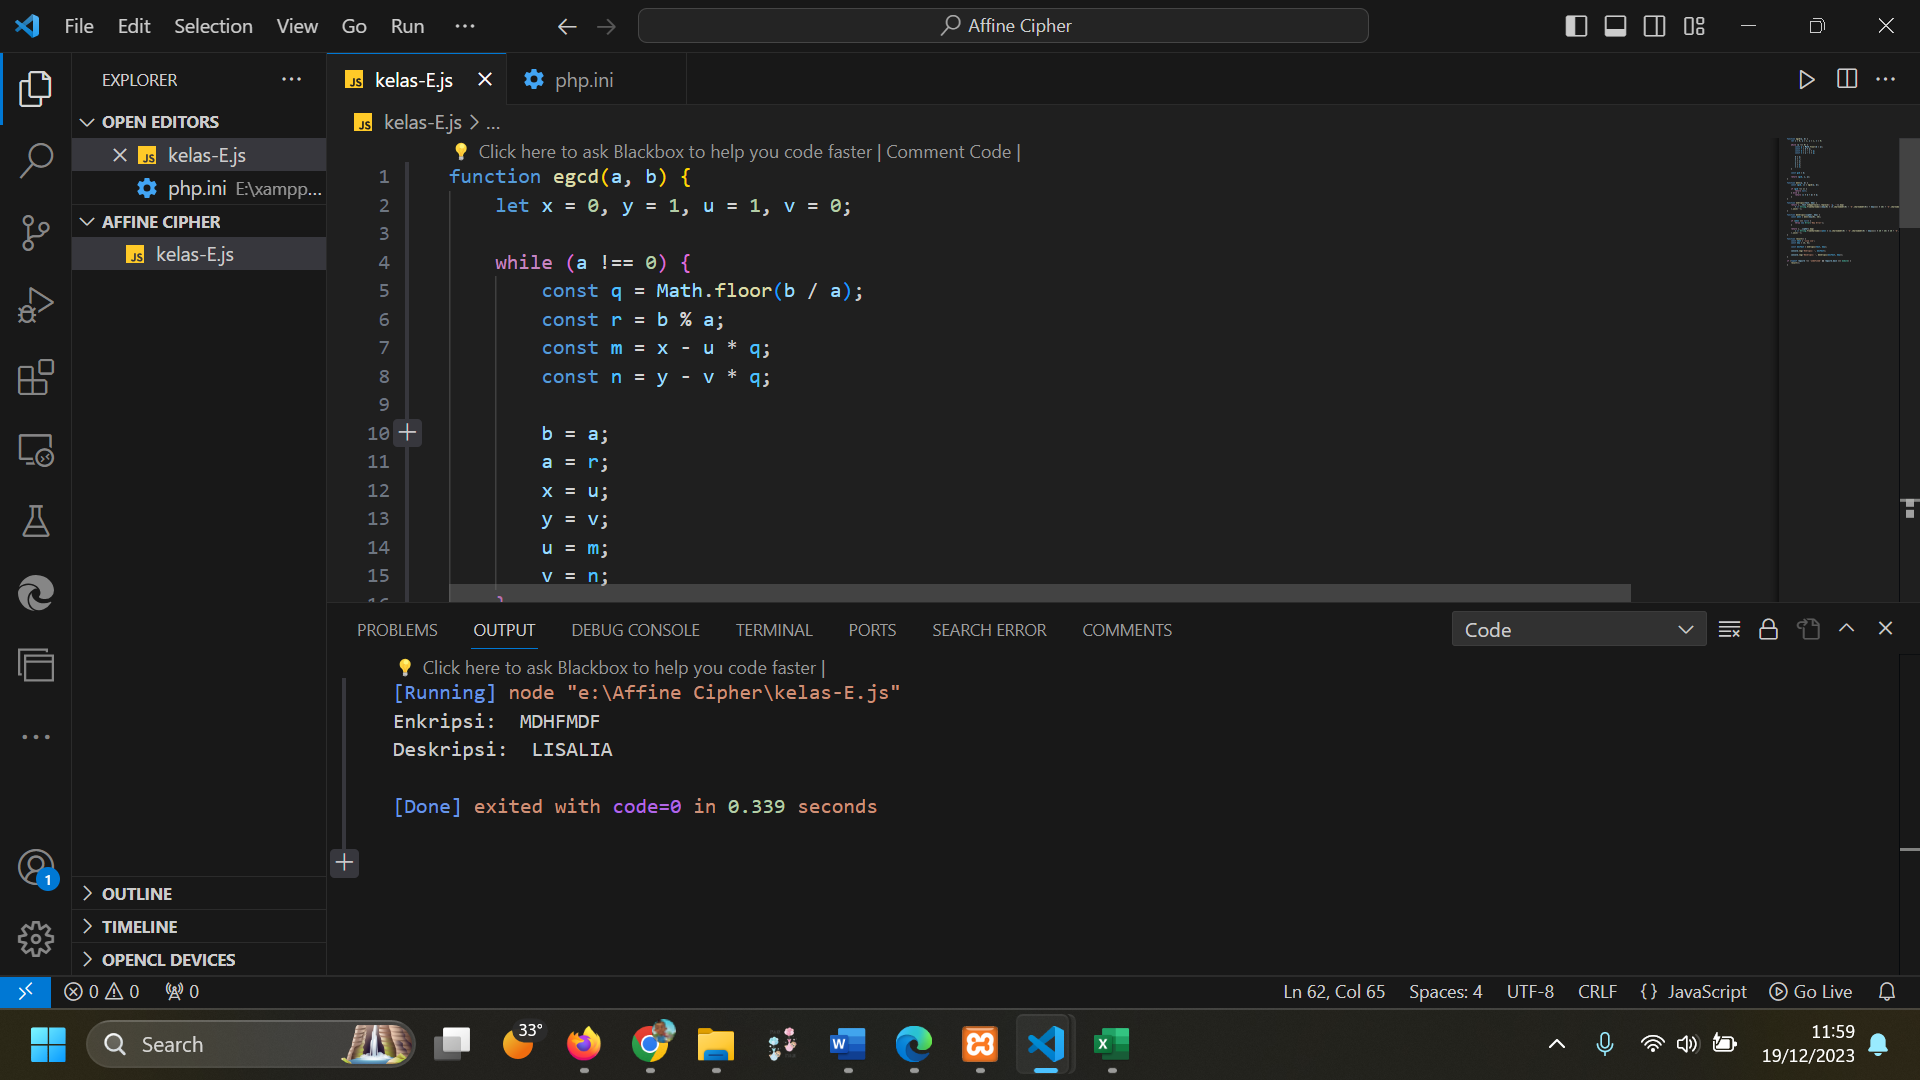 File Edit Selection View Go Run ...
Affine Cipher
EXPLORER
OPEN EDITORS
kelas-E.js
php.ini E:\xampp...
AFFINE CIPHER
kelas-E.js
OUTLINE
TIMELINE
OPENCL DEVICES
kelas-E.js
php.ini
kelas-E.js > ...
Click here to ask Blackbox to help you code faster | Comment Code |
1 function egcd(a, b) {
2 let x = 0, y = 1, u = 1, v = 0;
3
4 while (a !== 0) {
5 const q = Math.floor(b / a);
6 const r = b % a;
7 const m = x - u * q;
8 const n = y - v * q;
9
10 b = a;
11 a = r;
12 x = u;
13 y = v;
14 u = m;
15 v = n;
PROBLEMS OUTPUT DEBUG CONSOLE TERMINAL PORTS SEARCH ERROR COMMENTS
Code
Click here to ask Blackbox to help you code faster |
[Running] node "e:\Affine Cipher\kelas-E.js"
Enkripsi:  MDHFMDF
Deskripsi:  LISALIA
[Done] exited with code=0 in 0.339 seconds
1
0 0 0
Ln 62, Col 65 Spaces: 4 UTF-8 CRLF {} JavaScript Go Live
Search
33°
11:59
19/12/2023